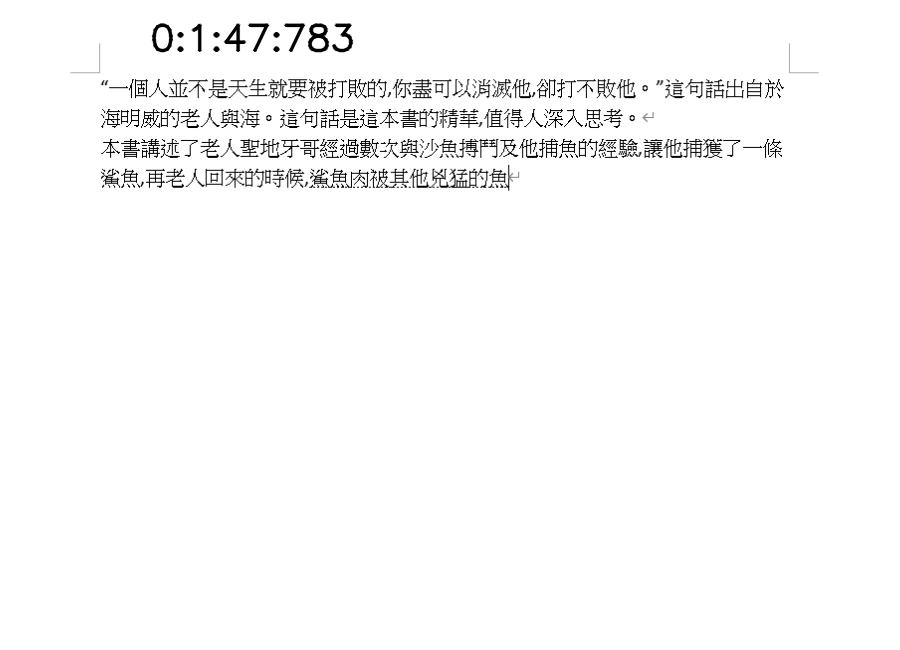 0:1:47:783
“一個人並不是天生就要被打敗的,你盡可以消滅他,卻打不敗他。”這句話出自於
海明威的老人與海。這句話是這本書的精華,值得人深入思考。↵
本書講述了老人聖地牙哥經過數次與沙魚搏鬥及他捕魚的經驗,讓他捕獲了一條
鯊魚,再老人回來的時候,鯊魚肉被其他兇猛的魚↵